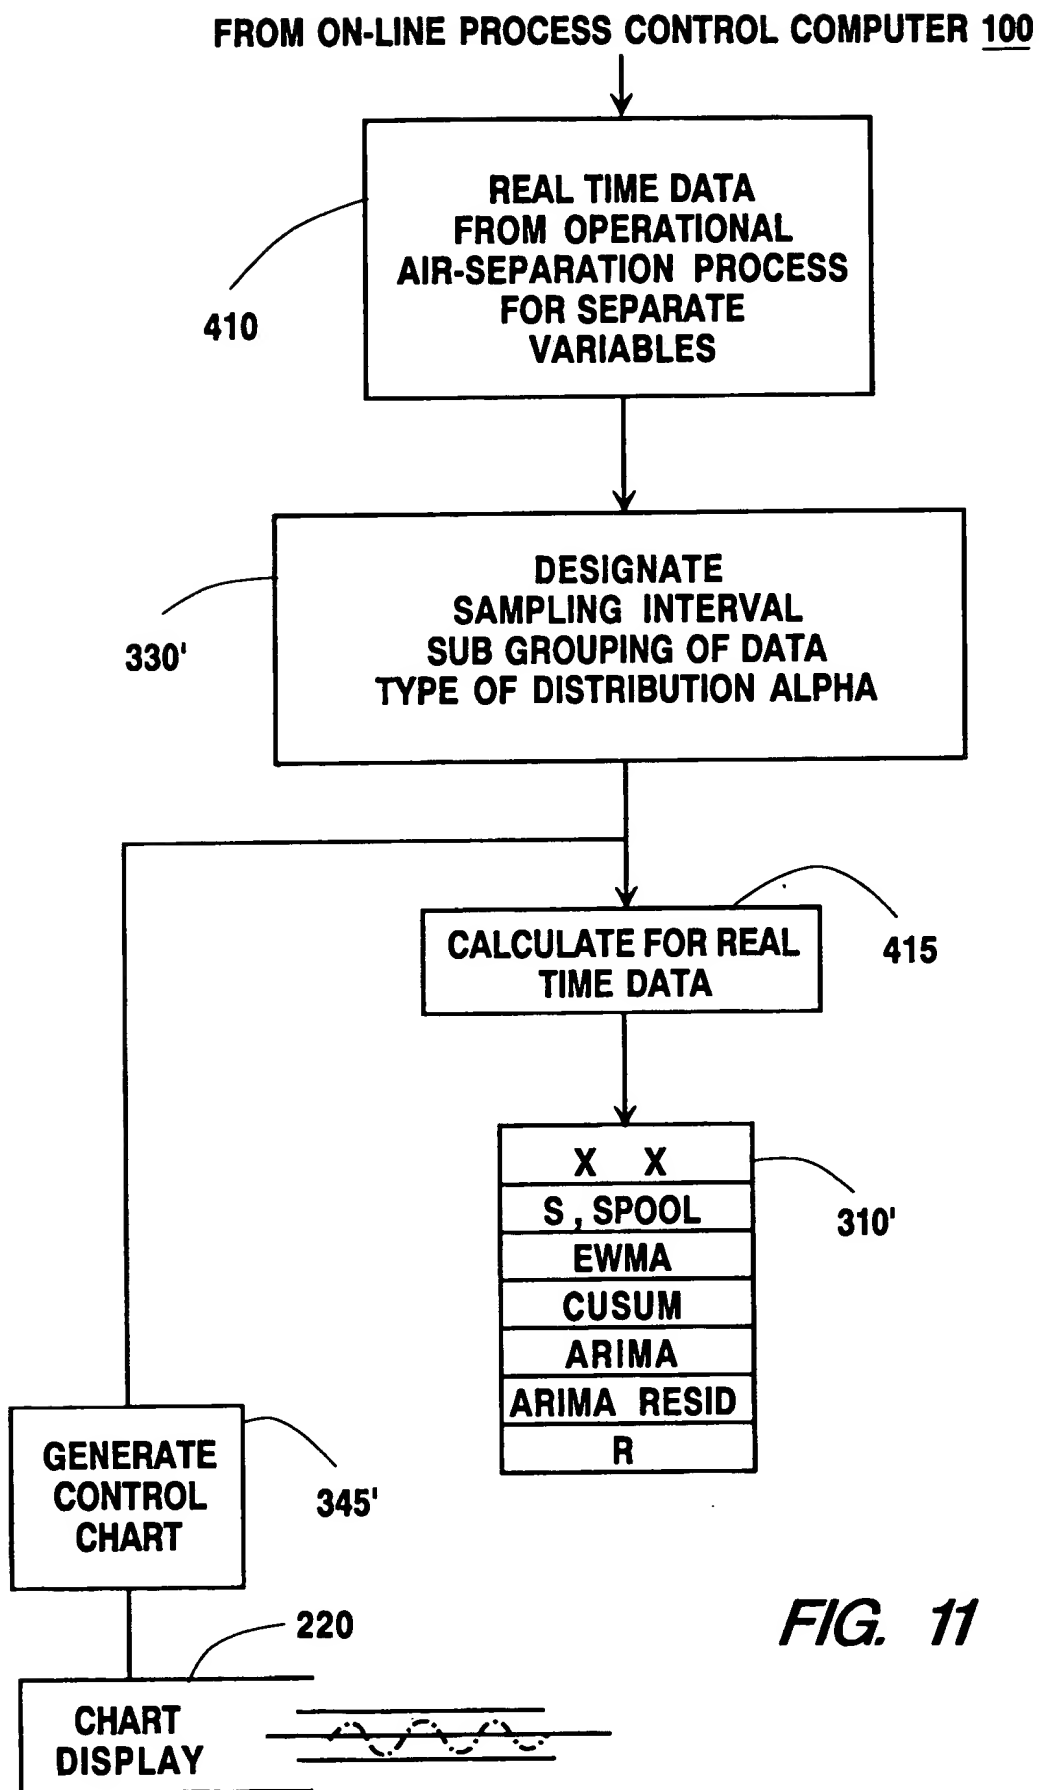 FROM ON-LINE PROCESS CONTROL COMPUTER 100
REAL TIME DATA
FROM OPERATIONAL
AIR-SEPARATION PROCESS
FOR SEPARATE
VARIABLES
410
DESIGNATE
SAMPLING INTERVAL
SUB GROUPING OF DATA
TYPE OF DISTRIBUTION ALPHA
330'
CALCULATE FOR REAL
TIME DATA
415
X X
S , SPOOL
EWMA
CUSUM
ARIMA
ARIMA RESID
R
310'
GENERATE
CONTROL
CHART
345'
220
CHART
DISPLAY
FIG. 11